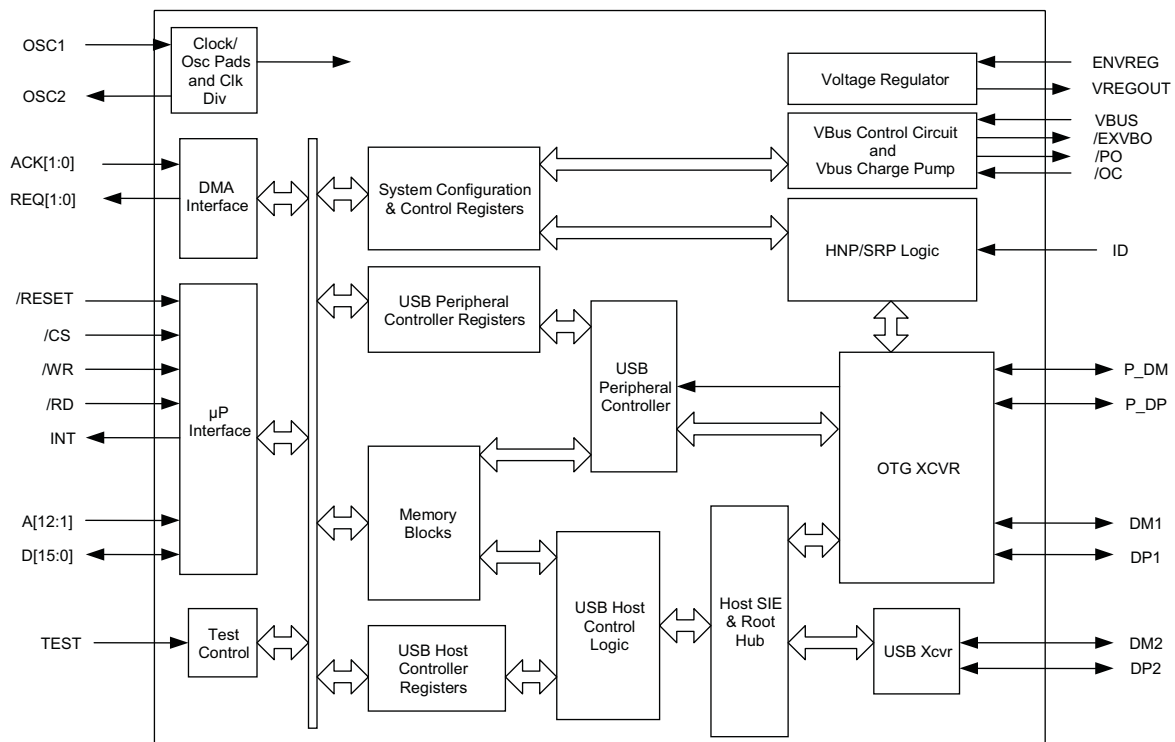 OSC1
OSC2
Clock/
Osc Pads
and Clk
Div
ACK[1:0]
REQ[1:0]
DMA
Interface
/RESET
/CS
/WR
/RD
INT
A[12:1]
D[15:0]
µP
Interface
TEST
Test
Control
System Configuration
& Control Registers
USB Peripheral
Controller Registers
Memory
Blocks
USB Host
Controller
Registers
USB
Peripheral
Controller
USB Host
Control
Logic
Host SIE
& Root
Hub
Voltage Regulator
VBus Control Circuit
and
Vbus Charge Pump
HNP/SRP Logic
OTG XCVR
USB Xcvr
ENVREG
VREGOUT
VBUS
/EXVBO
/PO
/OC
ID
P_DM
P_DP
DM1
DP1
DM2
DP2